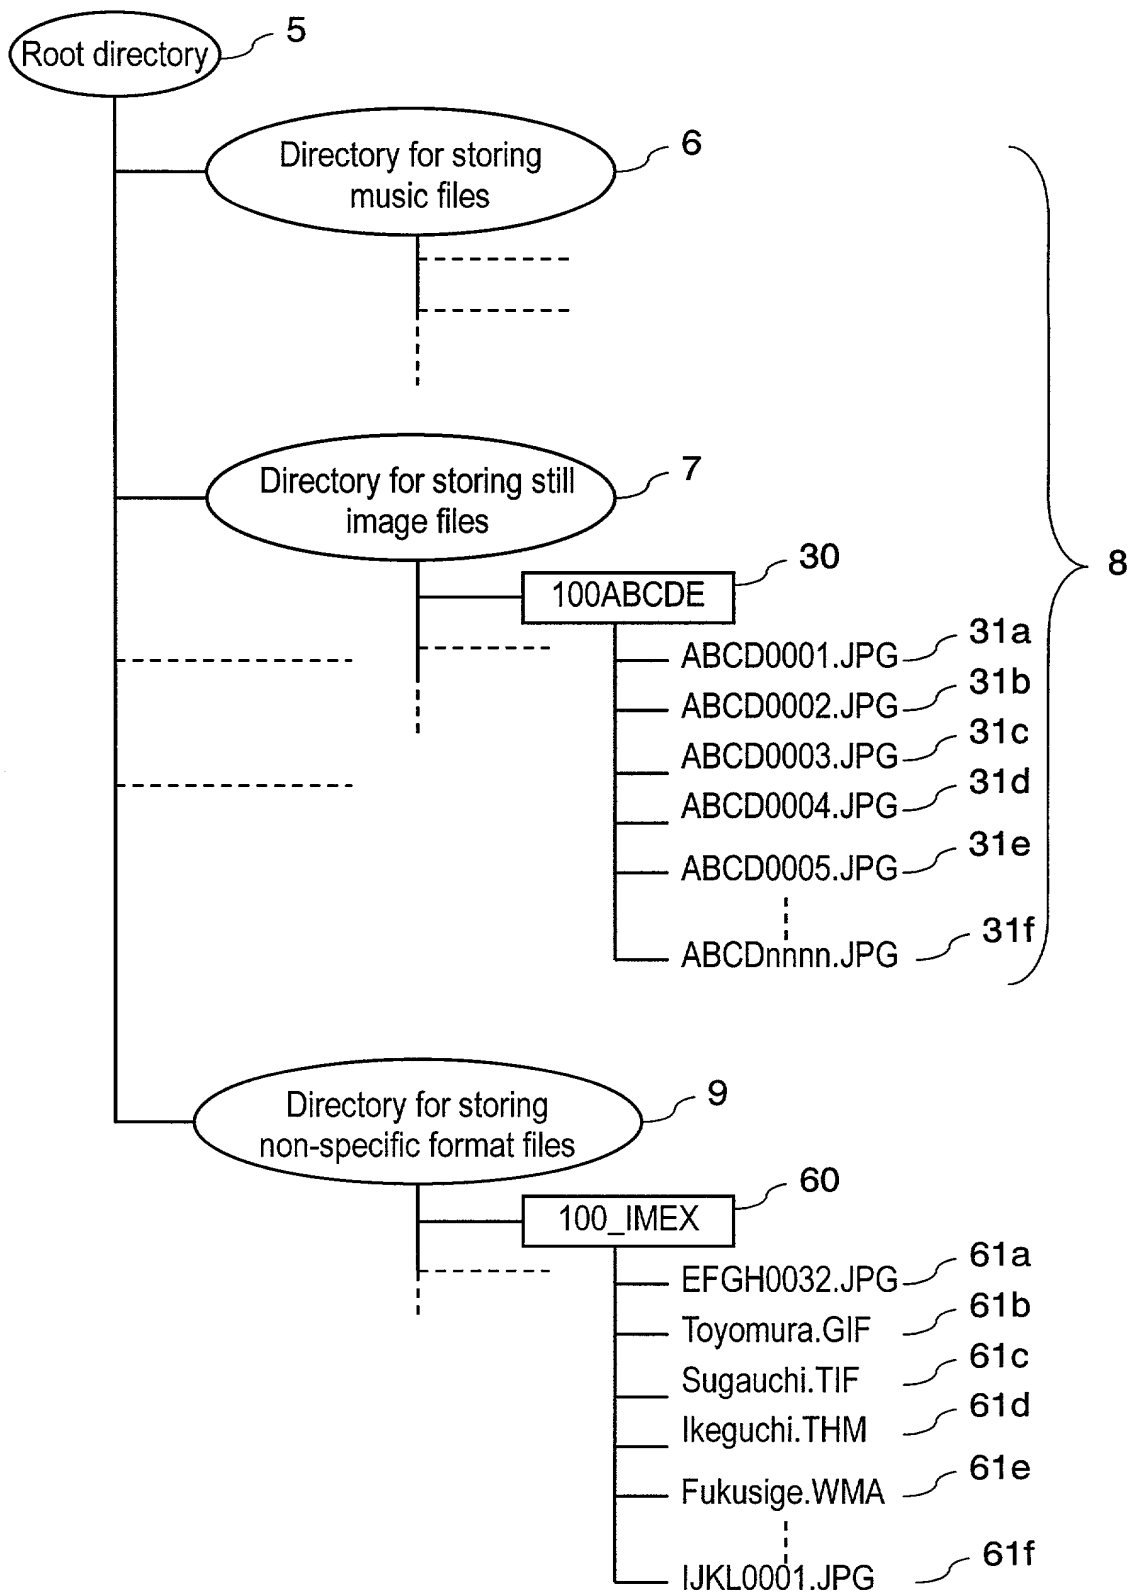 Root directory
5
Directory for storing
music files
6
8
Directory for storing still
image files
7
100ABCDE
30
ABCD0001.JPG
31a
ABCD0002.JPG
31b
ABCD0003.JPG
31c
ABCD0004.JPG
31d
ABCD0005.JPG
31e
ABCDnnnn.JPG
31f
Directory for storing
non-specific format files
9
100_IMEX
60
EFGH0032.JPG
61a
Toyomura.GIF
61b
Sugauchi.TIF
61c
Ikeguchi.THM
61d
Fukusige.WMA
61e
IJKL0001.JPG
61f